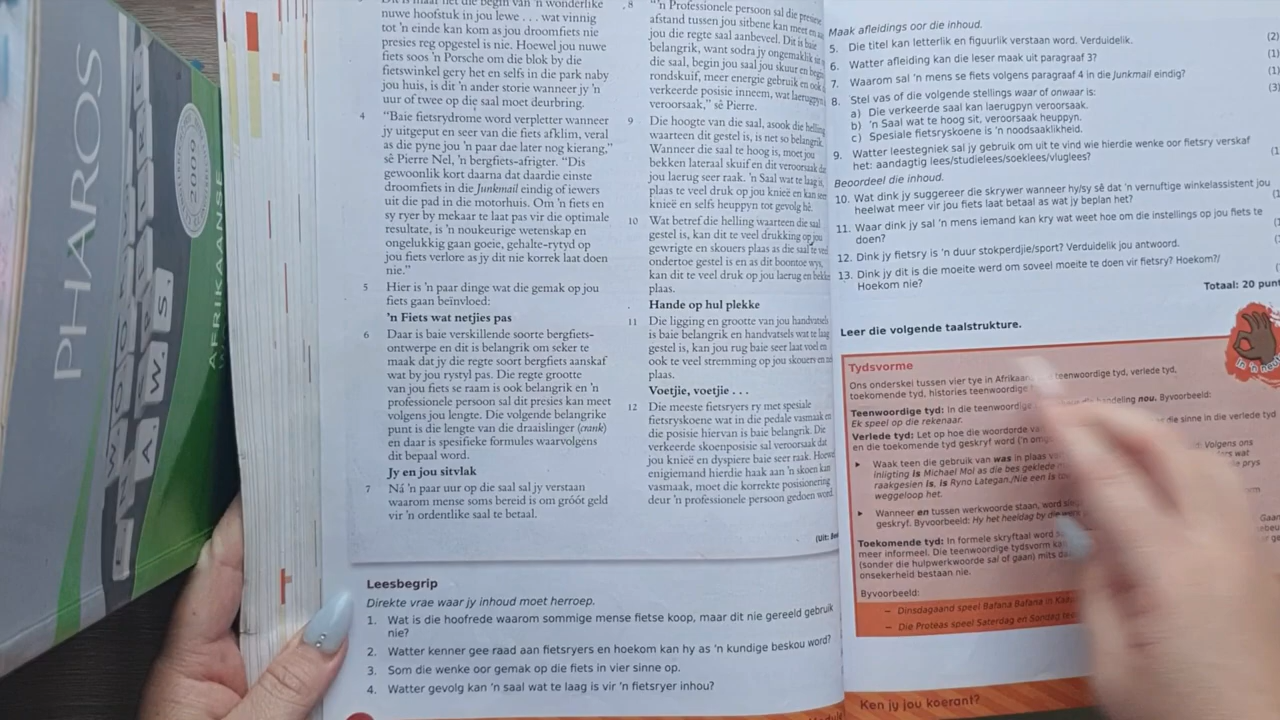 PHAROS
AFRIKAANSE
2009
Dit is maar net die begin van 'n wonderlike
nuwe hoofstuk in jou lewe . . . wat vinnig
tot 'n einde kan kom as jou droomfiets nie
presies reg opgestel is nie. Hoewel jou nuwe
fiets soos 'n Porsche om die blok by die
fietswinkel gery het en selfs in die park naby
jou huis, is dit 'n ander storie wanneer jy 'n
uur of twee op die saal moet deurbring.
4 "Baie fietsrydrome word verpletter wanneer
jy uitgeput en seer van die fiets afklim, veral
as die pyne jou 'n paar dae later nog kierang,"
sê Pierre Nel, 'n bergfiets-afrigter. "Dis
gewoonlik kort daarna dat daardie einste
droomfiets in die Junkmail eindig of iewers
uit die pad in die motorhuis. Om 'n fiets en
sy ryer by mekaar te laat pas vir die optimale
resultate, is 'n noukeurige wetenskap en
ongelukkig gaan goeie, gehalte-rytyd op
jou fiets verlore as jy dit nie korrek laat doen
nie."
5 Hier is 'n paar dinge wat die gemak op jou
fiets gaan beïnvloed:
'n Fiets wat netjies pas
6 Daar is baie verskillende soorte bergfiets-
ontwerpe en dit is belangrik om seker te
maak dat jy die regte soort bergfiets aanskaf
wat by jou rystyl pas. Die regte grootte
van jou fiets se raam is ook belangrik en 'n
professionele persoon sal dit presies kan meet
volgens jou lengte. Die volgende belangrike
punt is die lengte van die draaislinger (crank)
en daar is spesifieke formules waarvolgens
dit bepaal word.
Jy en jou sitvlak
7 Ná 'n paar uur op die saal sal jy verstaan
waarom mense soms bereid is om gróót geld
vir 'n ordentlike saal te betaal.
8 "'n Professionele persoon sal die presiese
afstand tussen jou sitbene kan meet en aan
jou die regte saal aanbeveel. Dit is baie
belangrik, want sodra jy ongemaklik sit op
die saal, begin jou saal jou skuur en begin
rondskuif, meer energie gebruik en ook
verkeerde posisie inneem, wat laerugpyn
veroorsaak," sê Pierre.
9 Die hoogte van die saal, asook die helling
waarteen dit gestel is, is net so belangrik.
Wanneer die saal te hoog is, moet jou
bekken lateraal skuif en dit veroorsaak dat
jou laerug seer raak. 'n Saal wat te laag is,
plaas te veel druk op jou knieë en kan seer
knieë en selfs heuppyn tot gevolg hê.
10 Wat betref die helling waarteen die saal
gestel is, kan dit te veel drukking op jou
gewrigte en skouers plaas as die saal te veel
ondertoe gestel is en as dit boontoe wys,
kan dit te veel druk op jou laerug en bekken
plaas.
Hande op hul plekke
11 Die ligging en grootte van jou handvatsels
is baie belangrik en handvatsels wat te laag
gestel is, kan jou rug baie seer laat voel en
ook te veel stremming op jou skouers en nek
plaas.
Voetjie, voetjie . . .
12 Die meeste fietsryers ry met spesiale
fietsryskoene wat in die pedale vasmaak en
die posisie hiervan is baie belangrik. Die
verkeerde skoenposisie sal veroorsaak dat
jou knieë en dyspiere baie seer raak. Hoewel
enigiemand hierdie haak aan 'n skoen kan
vasmaak, moet die korrekte posisionering
deur 'n professionele persoon gedoen word.
(Uit:
Leesbegrip
Direkte vrae waar jy inhoud moet herroep.
1. Wat is die hoofrede waarom sommige mense fietse koop, maar dit nie gereeld gebruik
nie?
2. Watter kenner gee raad aan fietsryers en hoekom kan hy as 'n kundige beskou word?
3. Som die wenke oor gemak op die fiets in vier sinne op.
4. Watter gevolg kan 'n saal wat te laag is vir 'n fietsryer inhou?
Maak afleidings oor die inhoud.
5. Die titel kan letterlik en figuurlik verstaan word. Verduidelik. (2)
6. Watter afleiding kan die leser maak uit paragraaf 3? (1)
7. Waarom sal 'n mens se fiets volgens paragraaf 4 in die Junkmail eindig? (1)
8. Stel vas of die volgende stellings waar of onwaar is: (3)
a) Die verkeerde saal kan laerugpyn veroorsaak.
b) 'n Saal wat te hoog sit, veroorsaak heuppyn.
c) Spesiale fietsryskoene is 'n noodsaaklikheid.
9. Watter leestegniek sal jy gebruik om uit te vind wie hierdie wenke oor fietsry verskaf
het: aandagtig lees/studielees/soeklees/vluglees? (1
Beoordeel die inhoud.
10. Wat dink jy suggereer die skrywer wanneer hy/sy sê dat 'n vernuftige winkelassistent jou
heelwat meer vir jou fiets laat betaal as wat jy beplan het?
11. Waar dink jy sal 'n mens iemand kan kry wat weet hoe om die instellings op jou fiets te
doen?
12. Dink jy fietsry is 'n duur stokperdjie/sport? Verduidelik jou antwoord.
13. Dink jy dit is die moeite werd om soveel moeite te doen vir fietsry? Hoekom?/
Hoekom nie?
Totaal: 20 punt
Leer die volgende taalstrukture.
In 'n neu
Tydsvorme
Ons onderskei tussen vier tye in Afrikaans, teenwoordige tyd, verlede tyd,
toekomende tyd, histories teenwoordige
Teenwoordige tyd: In die teenwoordige handeling nou. Byvoorbeeld:
Ek speel op die rekenaar.
Verlede tyd: Let op hoe die woordorde die sinne in die verlede tyd
en die toekomende tyd geskryf word ('n
Waak teen die gebruik van was in plaas Volgens ons
inligting is Michael Mol as die bes geklede wat
raakgesien is, is Ryno Lategan./Nie een is prys
weggeloop het.
Wanneer en tussen werkwoorde staan, word
geskryf. Byvoorbeeld: Hy het heeldag by die
Toekomende tyd: In formele skryftaal word
meer informeel. Die teenwoordige tydsvorm
(sonder die hulpwerkwoorde sal of gaan) mits
onsekerheid bestaan nie.
Byvoorbeeld:
– Dinsdagaand speel Bafana Bafana in
– Die Proteas speel Saterdag en Sondag
Ken jy jou koerant?